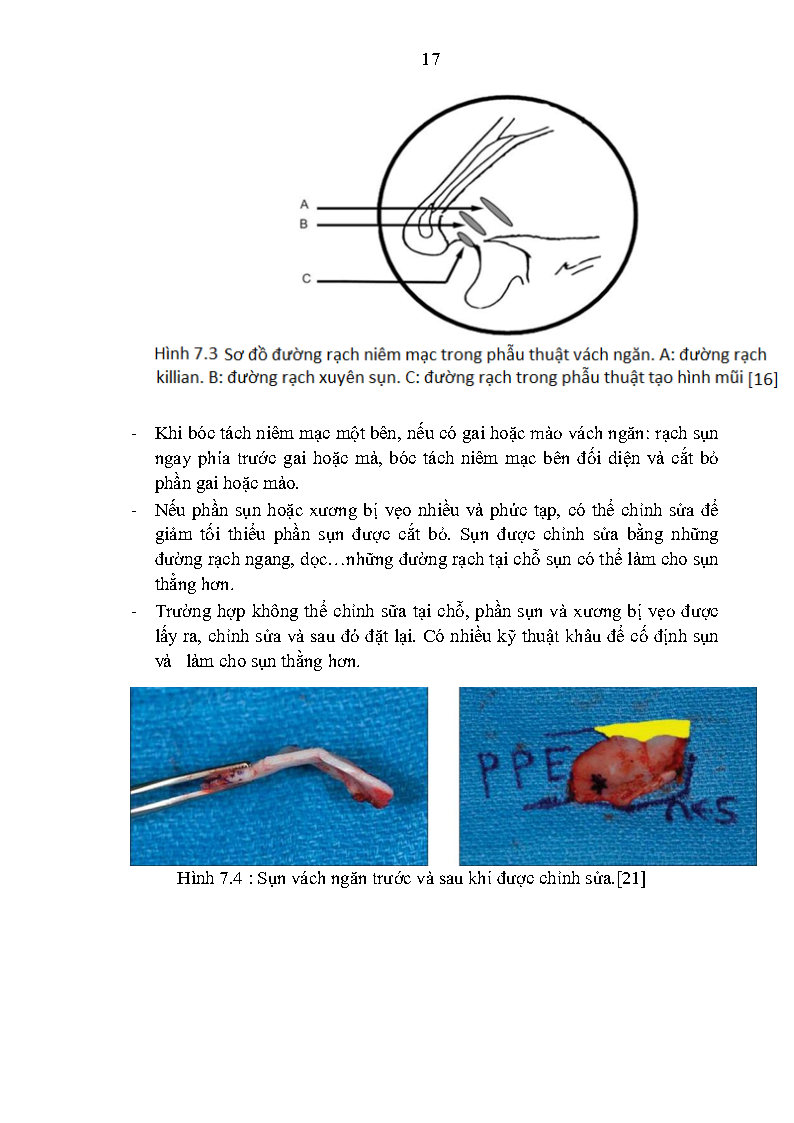 17
A
B
C
Hình 7.3 Sơ đồ đường rạch niêm mạc trong phẫu thuật vách ngăn. A: đường rạch
killian. B: đường rạch xuyên sụn. C: đường rạch trong phẫu thuật tạo hình mũi [16]
- Khi bóc tách niêm mạc một bên, nếu có gai hoặc mào vách ngăn: rạch sụn
ngay phía trước gai hoặc mà, bóc tách niêm mạc bên đối diện và cắt bỏ
phần gai hoặc mào.
- Nếu phần sụn hoặc xương bị vẹo nhiều và phức tạp, có thể chỉnh sửa để
giảm tối thiểu phần sụn được cắt bỏ. Sụn được chỉnh sửa bằng những
đường rạch ngang, dọc…những đường rạch tại chỗ sụn có thể làm cho sụn
thẳng hơn.
- Trường hợp không thể chỉnh sữa tại chỗ, phần sụn và xương bị vẹo được
lấy ra, chỉnh sửa và sau đó đặt lại. Có nhiều kỹ thuật khâu để cố định sụn
và làm cho sụn thẳng hơn.
PPE
Hình 7.4 : Sụn vách ngăn trước và sau khi được chỉnh sửa.[21]